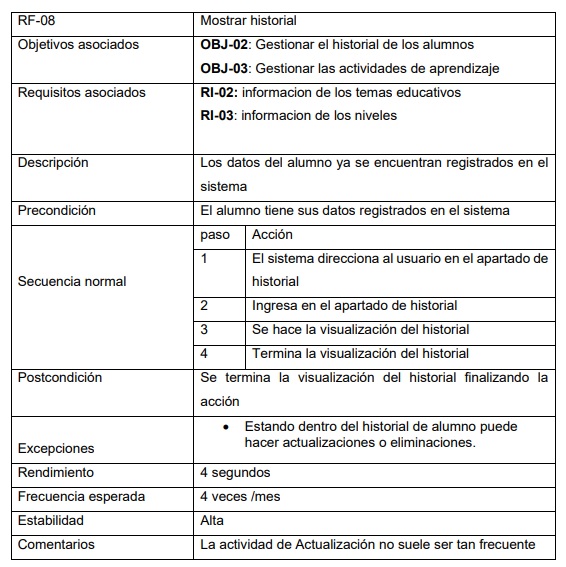 RF-08 Mostrar historial
Objetivos asociados OBJ-02: Gestionar el historial de los alumnos
OBJ-03: Gestionar las actividades de aprendizaje
Requisitos asociados RI-02: informacion de los temas educativos
RI-03: informacion de los niveles
Descripción Los datos del alumno ya se encuentran registrados en el
sistema
Precondición El alumno tiene sus datos registrados en el sistema
Secuencia normal
paso Acción
1 El sistema direcciona al usuario en el apartado de
historial
2 Ingresa en el apartado de historial
3 Se hace la visualización del historial
4 Termina la visualización del historial
Postcondición Se termina la visualización del historial finalizando la
acción
Excepciones
• Estando dentro del historial de alumno puede
hacer actualizaciones o eliminaciones.
Rendimiento 4 segundos
Frecuencia esperada 4 veces /mes
Estabilidad Alta
Comentarios La actividad de Actualización no suele ser tan frecuente